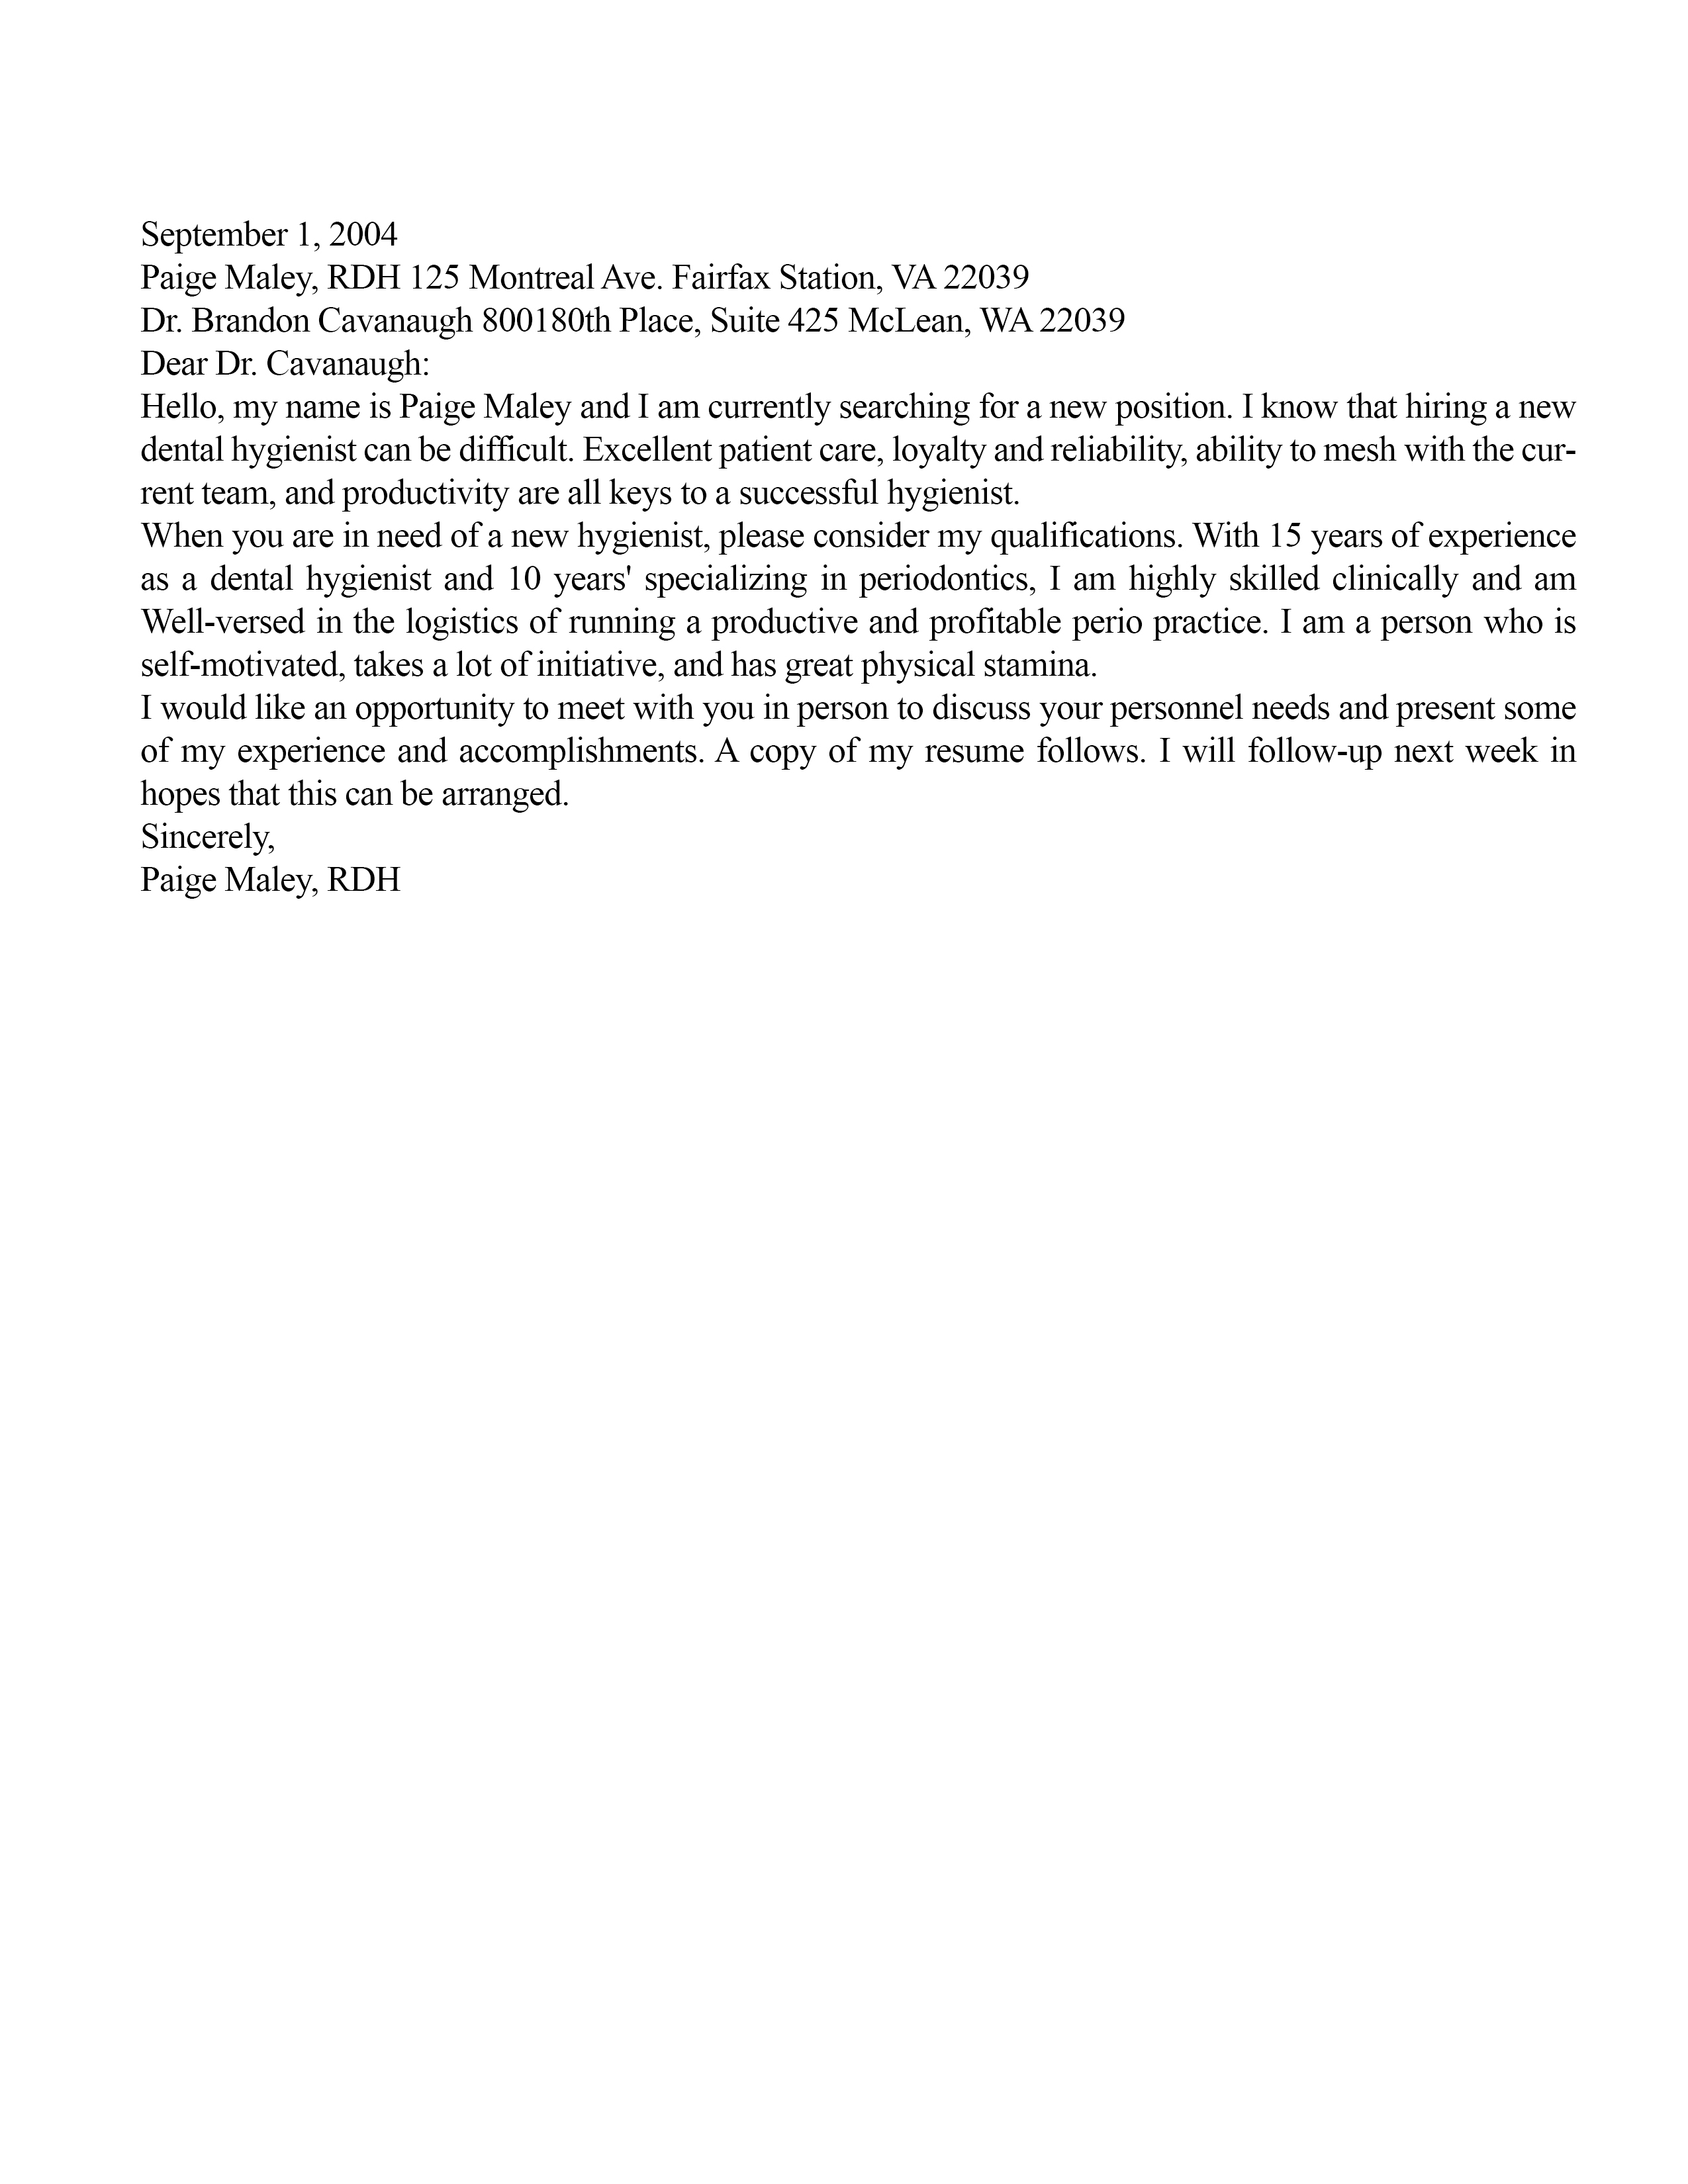 September 1, 2004
Paige Maley, RDH 125 Montreal Ave. Fairfax Station, VA 22039
Dr. Brandon Cavanaugh 800180th Place, Suite 425 McLean, WA 22039
Dear Dr. Cavanaugh:
Hello, my name is Paige Maley and I am currently searching for a new position. I know that hiring a new
dental hygienist can be difficult. Excellent patient care, loyalty and reliability, ability to mesh with the cur-
rent team, and productivity are all keys to a successful hygienist.
When you are in need of a new hygienist, please consider my qualifications. With 15 years of experience
as a dental hygienist and 10 years' specializing in periodontics, I am highly skilled clinically and am
Well-versed in the logistics of running a productive and profitable perio practice. I am a person who is
self-motivated, takes a lot of initiative, and has great physical stamina.
I would like an opportunity to meet with you in person to discuss your personnel needs and present some
of my experience and accomplishments. A copy of my resume follows. I will follow-up next week in
hopes that this can be arranged.
Sincerely,
Paige Maley, RDH